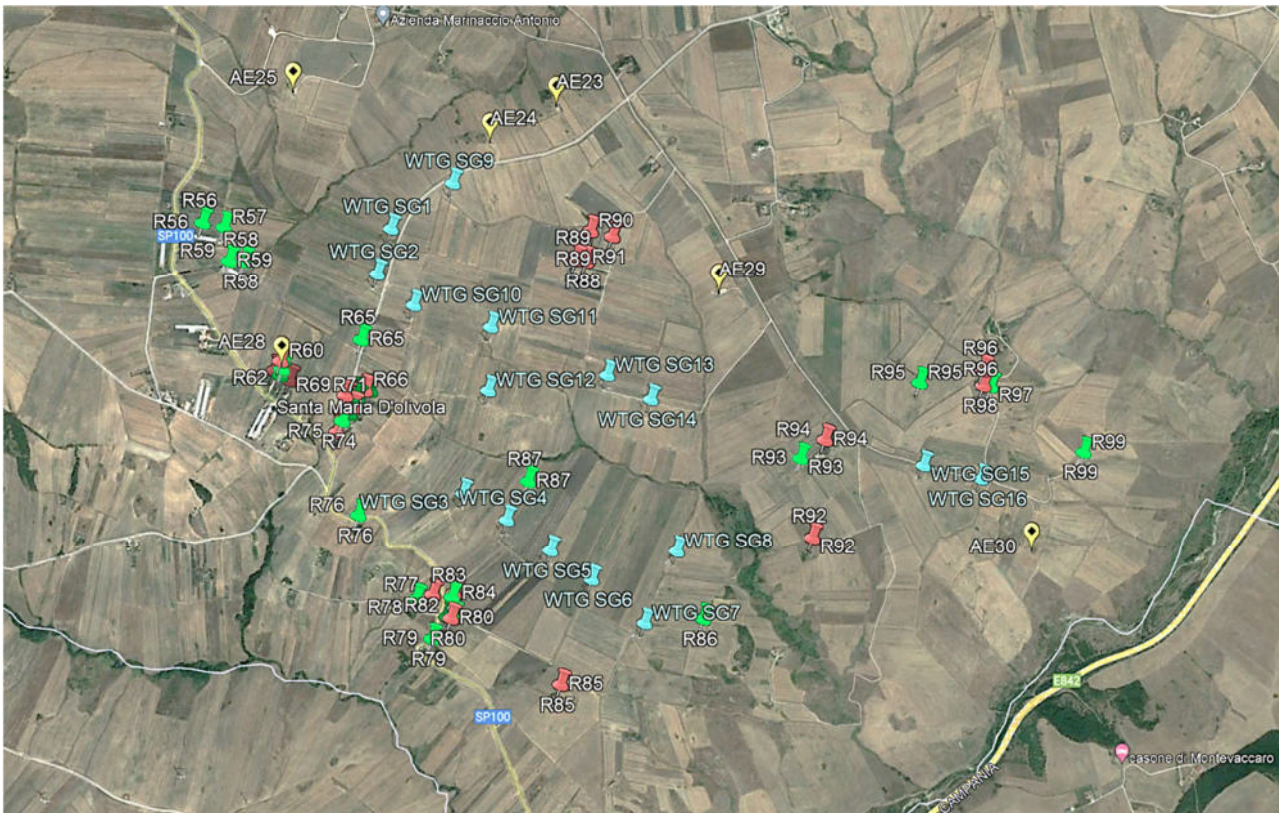 Azienda Marinaccio Antonio
AE25
AE23
AE24
WTG SG9
R56
R56
R57
WTG SG1
R90
SP100
R58
R89
R59
R59
WTG SG2
R89
R91
R58
R88
AE29
WTG SG10
WTG SG11
R65
R65
AE28
R60
R96
WTG SG13
R95
R95
R96
R62
R69
R71
R66
WTG SG12
R97
R98
WTG SG14
Santa Maria D'olivola
R75
R74
R94
R94
R93
R93
R99
R99
R87
R87
WTG SG15
WTG SG16
R76
WTG SG3
WTG SG4
R76
R92
R92
AE30
WTG SG8
WTG SG5
R83
R77
R84
R78
R82
WTG SG6
R80
WTG SG7
R86
R79
R80
R79
R85
R85
E842
SP100
casone di Montevaccaro
CAMPANIA